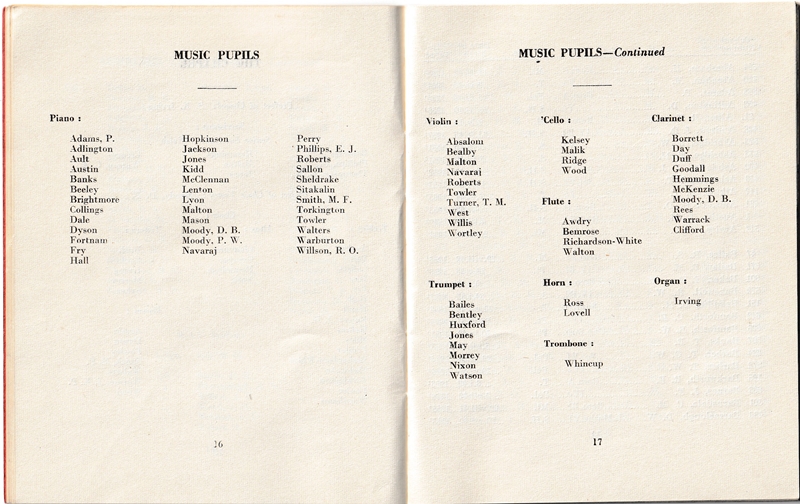 MUSIC PUPILS
Piano :
Adams, P.
Adlington
Ault
Austin
Banks
Beeley
Brightmore
Collings
Dale
Dyson
Fortnam
Fry
Hall
Hopkinson
Jackson
Jones
Kidd
McClennan
Lenton
Lyon
Malton
Mason
Moody, D. B.
Moody, P. W.
Navaraj
Perry
Phillips, E. J.
Roberts
Sallon
Sheldrake
Sitakalin
Smith, M. F.
Torkington
Towler
Walters
Warburton
Willson, R. O.
16
MUSIC PUPILS—Continued
Violin :
Absalom
Bealby
Malton
Navaraj
Roberts
Towler
Turner, T. M.
West
Willis
Wortley
'Cello :
Kelsey
Malik
Ridge
Wood
Flute :
Awdry
Bemrose
Richardson-White
Walton
Clarinet :
Borrett
Day
Duff
Goodall
Hemmings
McKenzie
Moody, D. B.
Rees
Warrack
Clifford
Trumpet :
Bailes
Bentley
Huxford
Jones
May
Morrey
Nixon
Watson
Horn :
Ross
Lovell
Trombone :
Whincup
Organ :
Irving
17